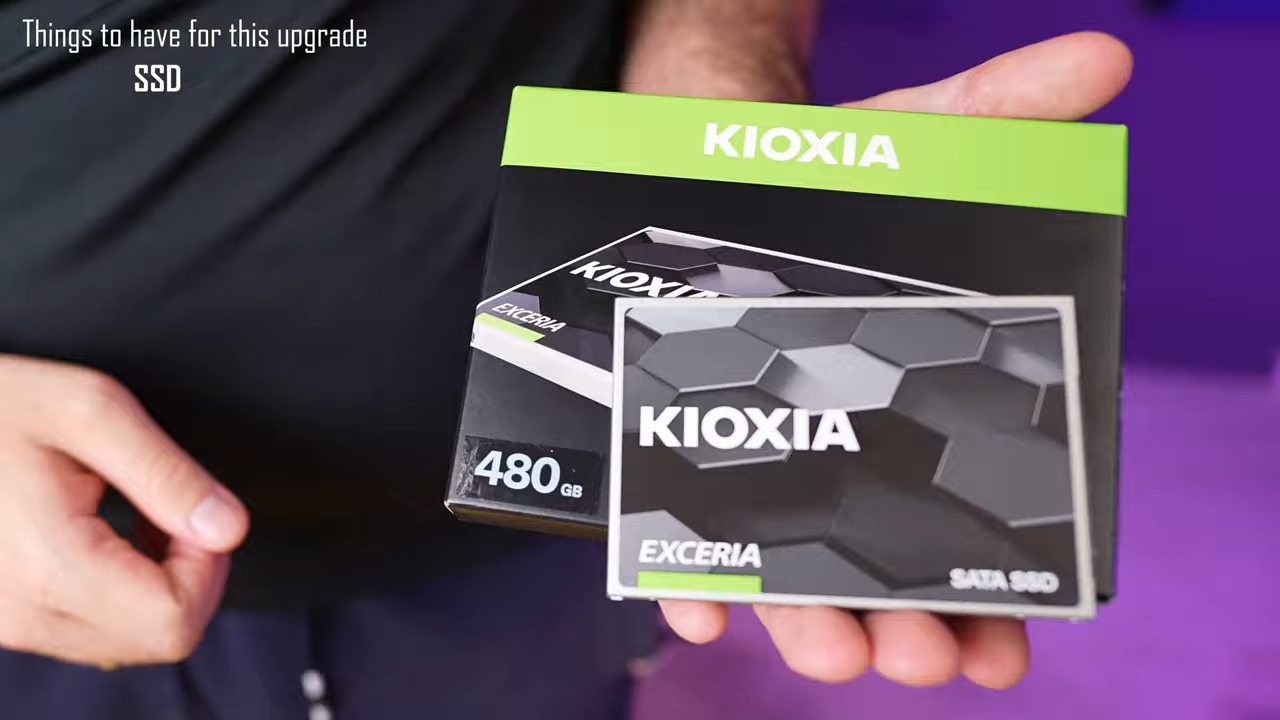 Things to have for this upgrade
SSD
KIOXIA
KIOXIA
EXCERIA
480 GB
KIOXIA
EXCERIA
SATA SSD